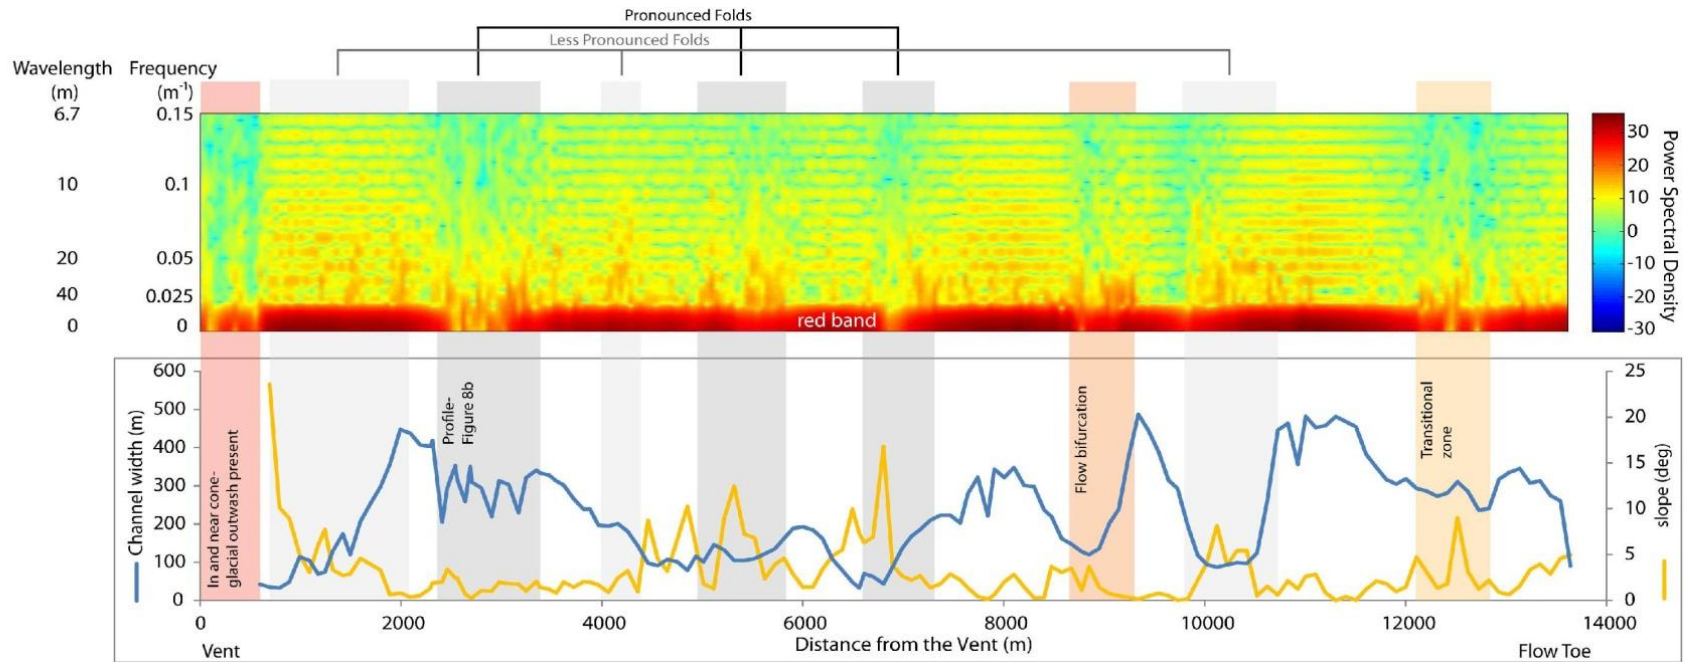 Pronounced Folds
Less Pronounced Folds
Wavelength Frequency
(m) (m⁻¹)
6.7 0.15
10 0.1
20 0.05
40 0.025
0 0
red band
30
20
10
0
-10
-20
-30
Power Spectral Density
600
500
400
300
200
100
0
Channel width (m)
In and near cone-
glacial outwash present
Profile-
Figure 8b
Flow bifurcation
Transitional
zone
25
20
15
10
5
0
Slope (deg)
0 2000 4000 6000 8000 10000 12000 14000
Vent Distance from the Vent (m) Flow Toe